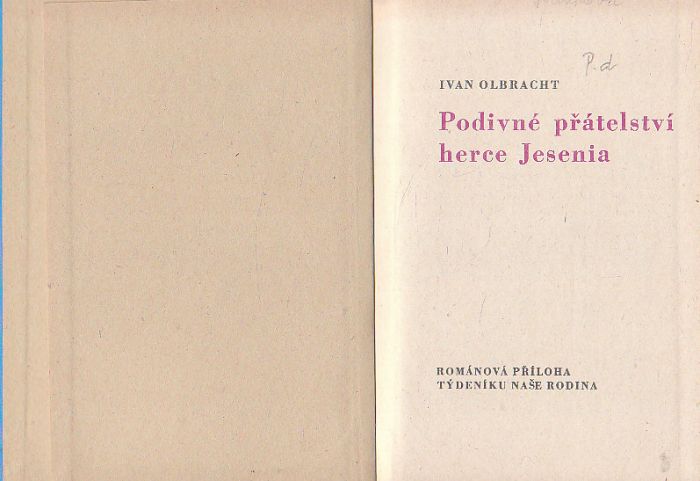 P.d
IVAN OLBRACHT
Podivné přátelství
herce Jesenia
ROMÁNOVÁ PŘÍLOHA
TÝDENÍKU NAŠE RODINA